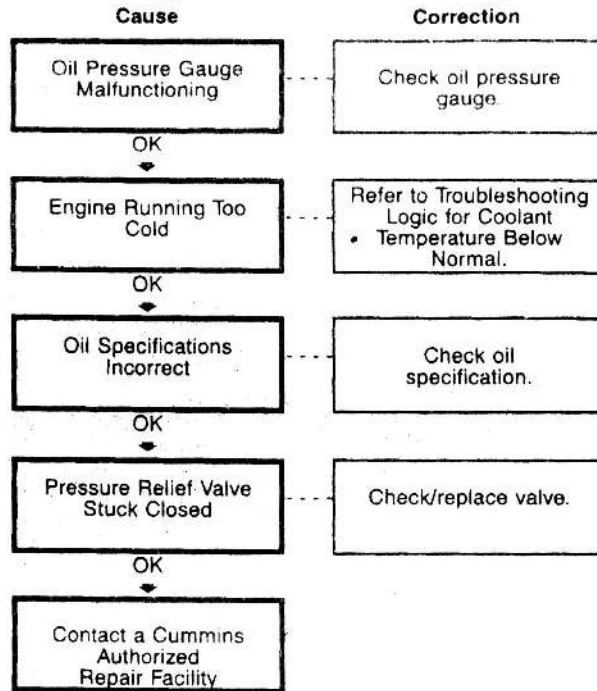 Cause
Correction
Oil Pressure Gauge
Malfunctioning
Check oil pressure
gauge.
OK
Engine Running Too
Cold
Refer to Troubleshooting
Logic for Coolant
• Temperature Below
Normal.
OK
Oil Specifications
Incorrect
Check oil
specification.
OK
Pressure Relief Valve
Stuck Closed
Check/replace valve.
OK
Contact a Cummins
Authorized
Repair Facility